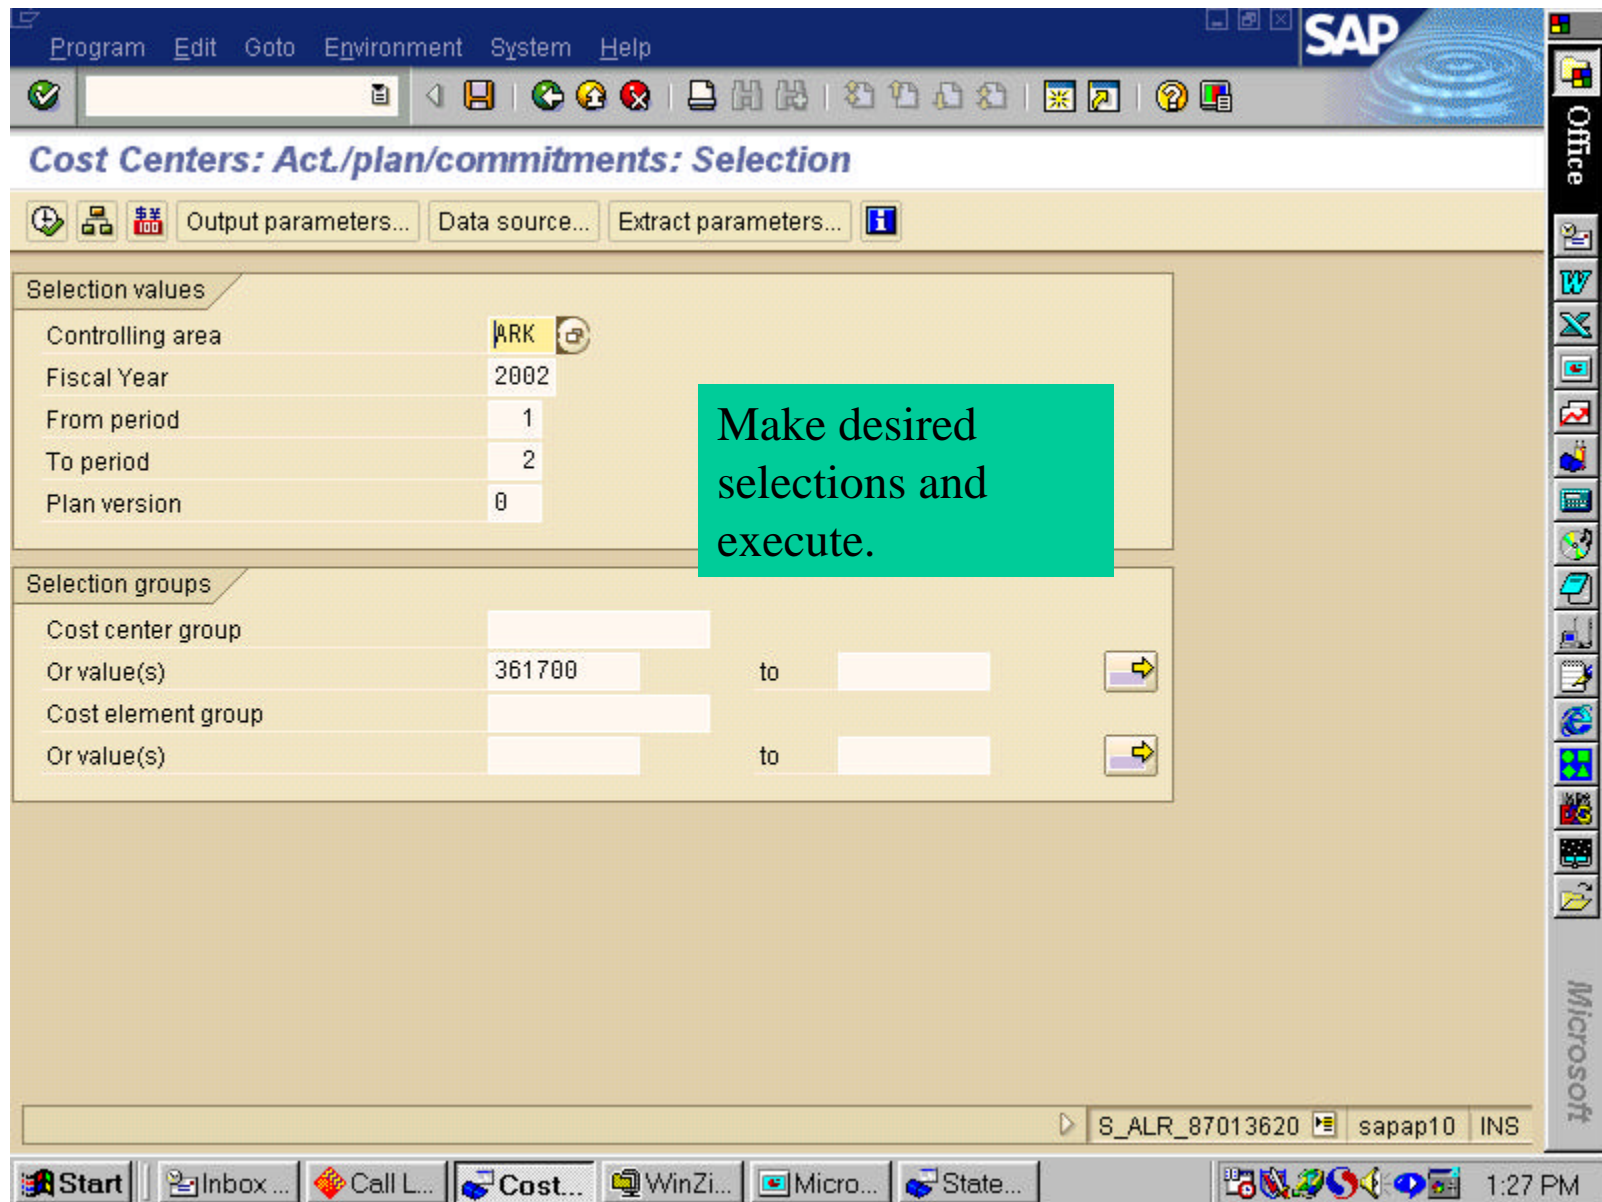 Program Edit Goto Environment System Help
SAP
Cost Centers: Act./plan/commitments: Selection
Output parameters... Data source... Extract parameters...
Selection values
Controlling area ARK
Fiscal Year 2002
From period 1
To period 2
Plan version 0
Make desired
selections and
execute.
Selection groups
Cost center group
Or value(s) 361700 to
Cost element group
Or value(s) to
S_ALR_87013620 sapap10 INS
Start Inbox ... Call L... Cost... WinZi... Micro... State... 1:27 PM
Office
Microsoft